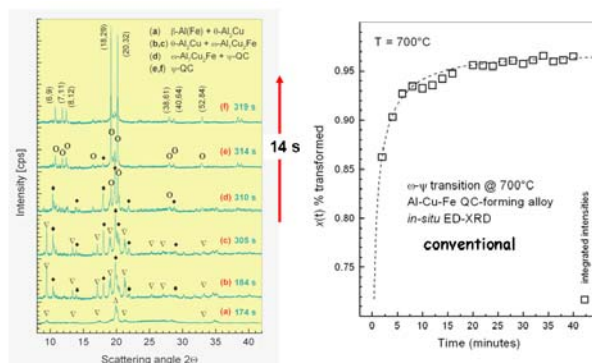 (18,29)
(20,32)
(a) β-Al(Fe) + θ-Al₂Cu
(b,c) θ-Al₂Cu + ω-Al₇Cu₂Fe
(d) ω-Al₇Cu₂Fe + ψ-QC
(e,f) ψ-QC
(6,9)
(7,11)
(8,12)
(38,61)
(40,64)
(52,84)
(f) 319 s
(e) 314 s
(d) 310 s
(c) 305 s
(b) 184 s
(a) 174 s
14 s
Intensity [cps]
10 15 20 25 30 35 40
Scattering angle 2Θ
T = 700°C
1.00
0.95
0.90
0.85
0.80
0.75
χ(t) % transformed
ω-ψ transition @ 700°C
Al-Cu-Fe QC-forming alloy
in-situ ED-XRD
conventional
integrated intensities
0 5 10 15 20 25 30 35 40
Time (minutes)